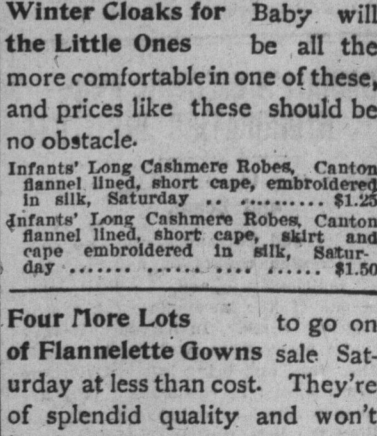 Winter Cloaks for Baby will
the Little Ones be all the
more comfortable in one of these,
and prices like these should be
no obstacle.
Infants' Long Cashmere Robes, Canton
flannel lined, short cape, embroidered
in silk, Saturday .. .......... $1.25
Infants' Long Cashmere Robes, Canton
flannel lined, short cape, skirt and
cape embroidered in silk, Satur-
day ....... ...... .... ...... $1.50
Four More Lots to go on
of Flannelette Gowns sale Sat-
urday at less than cost. They're
of splendid quality and won't